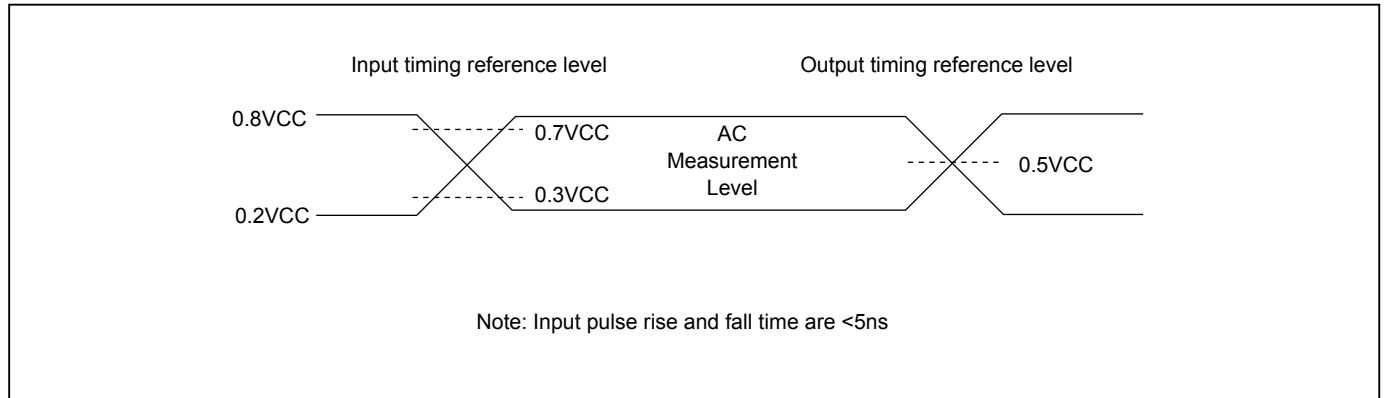 Input timing reference level
Output timing reference level
0.8VCC
0.7VCC
AC
Measurement
Level
0.5VCC
0.3VCC
0.2VCC
Note: Input pulse rise and fall time are <5ns